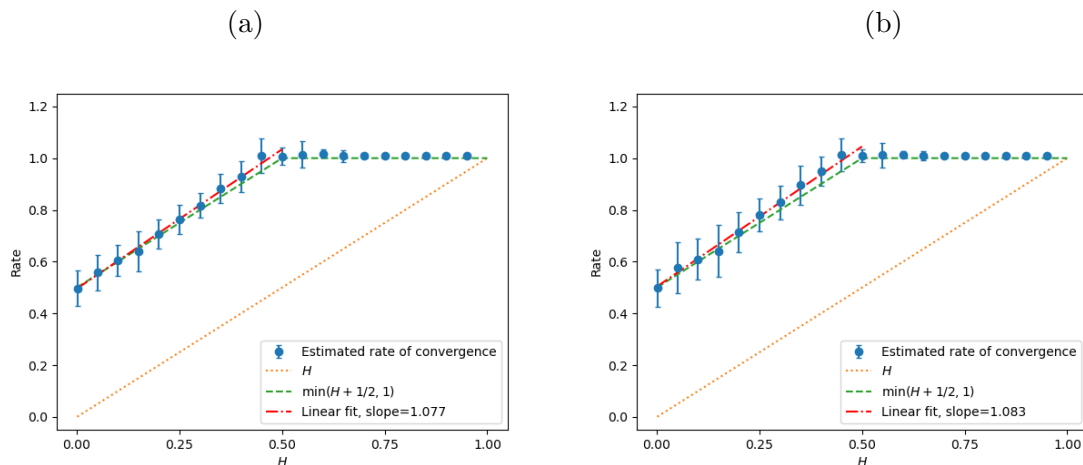 (a)
(b)
1.2
1.0
0.8
0.6
0.4
0.2
0.0
Rate
0.00
0.25
0.50
0.75
1.00
H
Estimated rate of convergence
H
min(H + 1/2, 1)
Linear fit, slope=1.077
1.2
1.0
0.8
0.6
0.4
0.2
0.0
Rate
0.00
0.25
0.50
0.75
1.00
H
Estimated rate of convergence
H
min(H + 1/2, 1)
Linear fit, slope=1.083